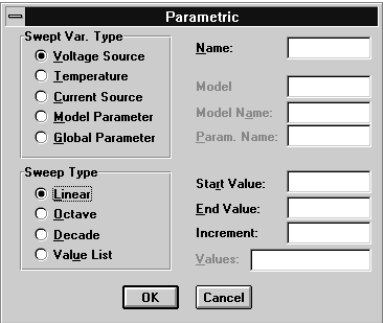 Parametric
Swept Var. Type
Voltage Source
Temperature
Current Source
Model Parameter
Global Parameter
Name:
Model
Model Name:
Param. Name:
Sweep Type
Linear
Octave
Decade
Value List
Start Value:
End Value:
Increment:
Values:
OK
Cancel